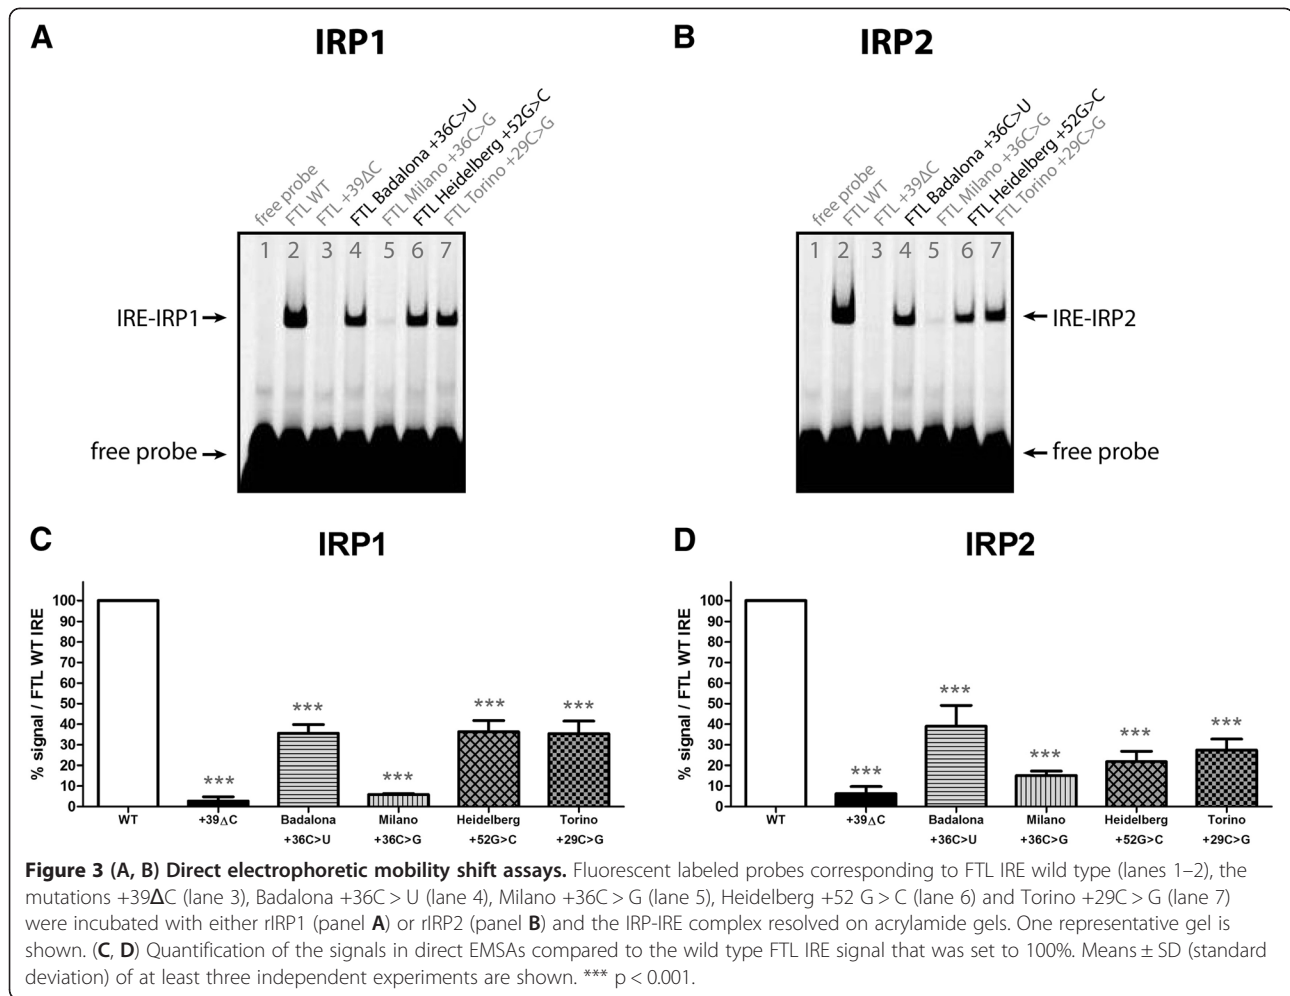 A
IRP1
B
IRP2
free probe
FTL WT
FTL +39ΔC
FTL Badalona +36C>U
FTL Milano +36C>G
FTL Heidelberg +52G>C
FTL Torino +29C>G
free probe
FTL WT
FTL +39ΔC
FTL Badalona +36C>U
FTL Milano +36C>G
FTL Heidelberg +52G>C
FTL Torino +29C>G
1 2 3 4 5 6 7
1 2 3 4 5 6 7
IRE-IRP1→
←IRE-IRP2
free probe→
←free probe
C
IRP1
D
IRP2
% signal / FTL WT IRE
100
90
80
70
60
50
40
30
20
10
0
***
***
***
***
***
WT
+39ΔC
Badalona
+36C>U
Milano
+36C>G
Heidelberg
+52G>C
Torino
+29C>G
% signal / FTL WT IRE
100
90
80
70
60
50
40
30
20
10
0
***
***
***
***
***
WT
+39ΔC
Badalona
+36C>U
Milano
+36C>G
Heidelberg
+52G>C
Torino
+29C>G
Figure 3 (A, B) Direct electrophoretic mobility shift assays. Fluorescent labeled probes corresponding to FTL IRE wild type (lanes 1–2), the
mutations +39ΔC (lane 3), Badalona +36C > U (lane 4), Milano +36C > G (lane 5), Heidelberg +52 G > C (lane 6) and Torino +29C > G (lane 7)
were incubated with either rIRP1 (panel A) or rIRP2 (panel B) and the IRP-IRE complex resolved on acrylamide gels. One representative gel is
shown. (C, D) Quantification of the signals in direct EMSAs compared to the wild type FTL IRE signal that was set to 100%. Means ± SD (standard
deviation) of at least three independent experiments are shown. *** p < 0.001.